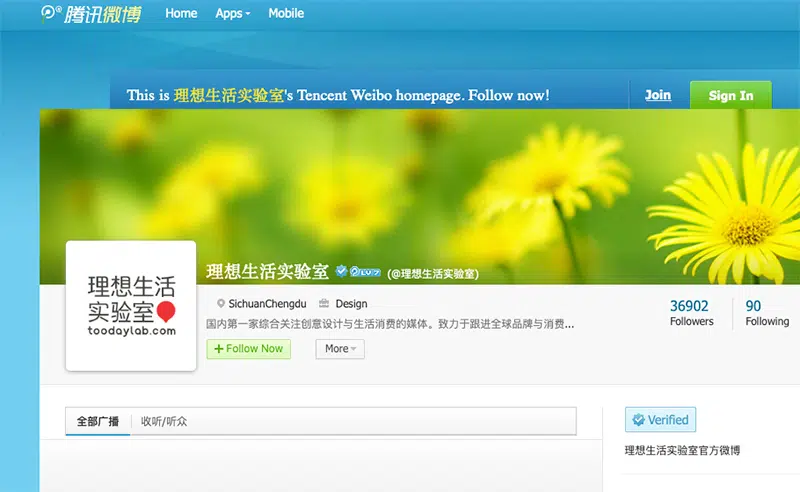 腾讯微博 Home Apps Mobile
This is 理想生活实验室's Tencent Weibo homepage. Follow now! Join Sign In
理想生活实验室 LV7 (@理想生活实验室)
理想生活
实验室
toodaylab.com
SichuanChengdu Design
国内第一家综合关注创意设计与生活消费的媒体。致力于跟进全球品牌与消费...
+ Follow Now More
36902 90
Followers Following
全部广播 收听/听众
Verified
理想生活实验室官方微博